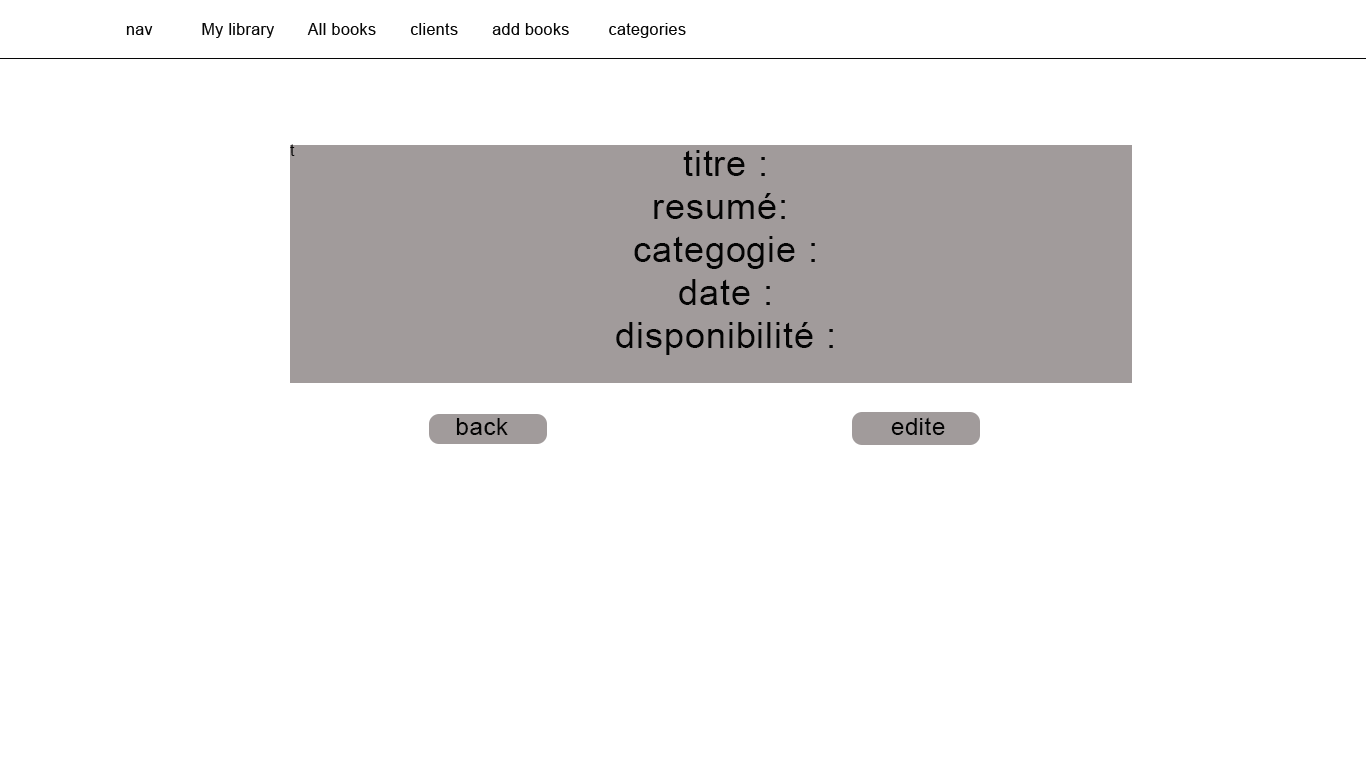 nav My library All books clients add books categories
t
titre :
resumé:
categogie :
date :
disponibilité :
back edite